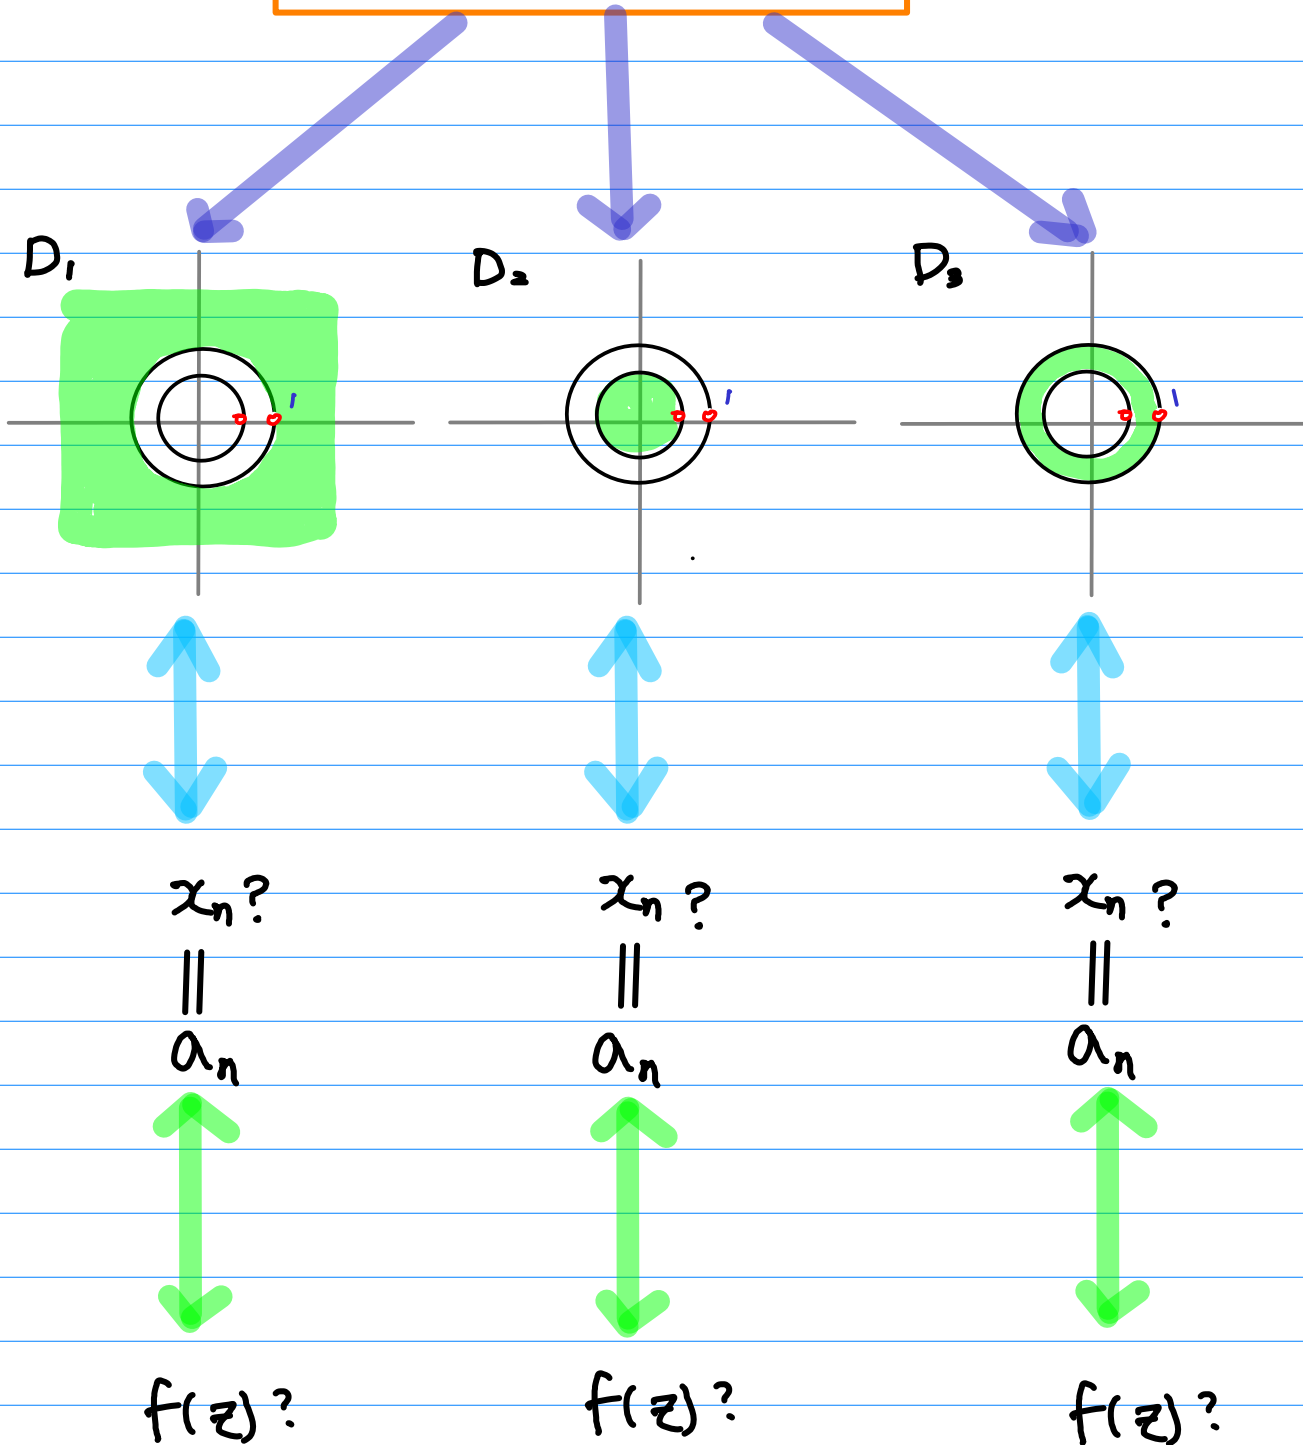 D₁ D₂ D₃
1 1 1
xₙ? xₙ? xₙ?
|| || ||
aₙ aₙ aₙ
f(z)? f(z)? f(z)?